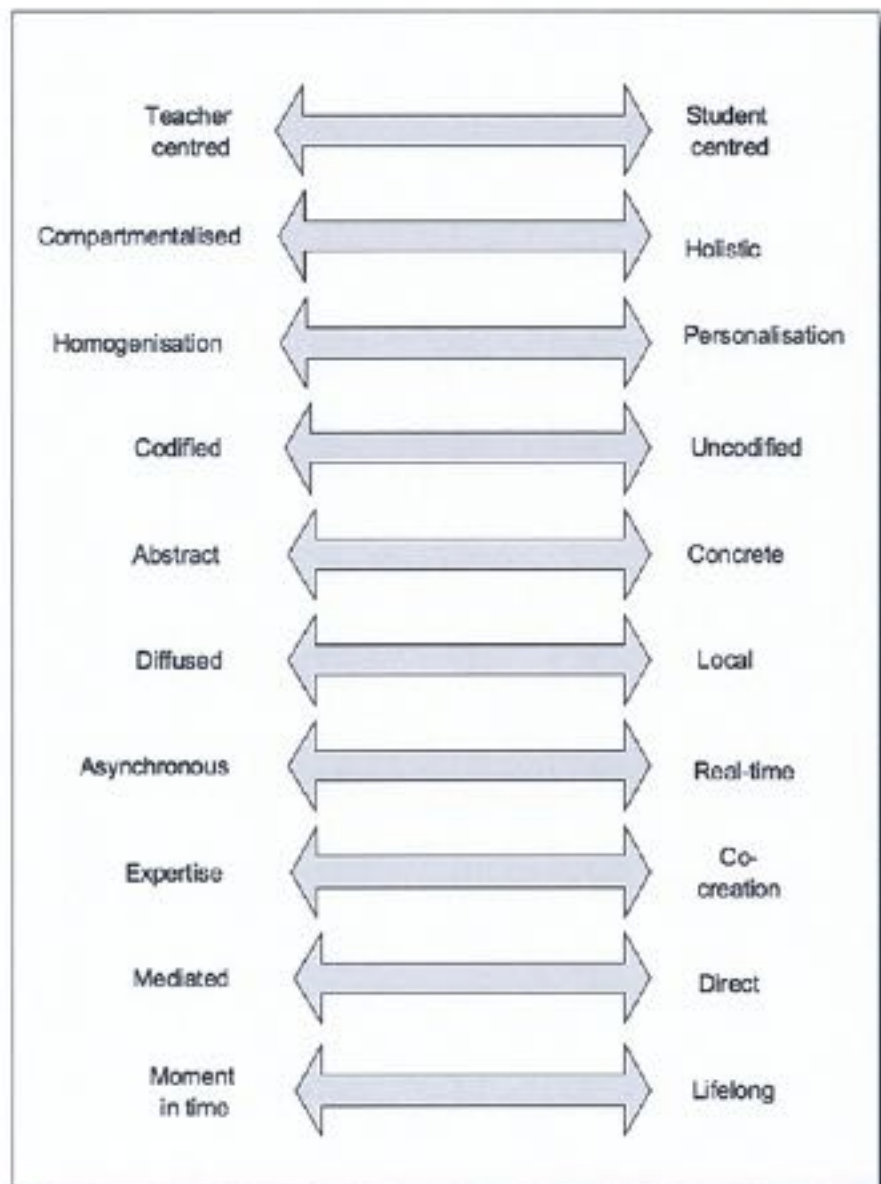 Teacher
centred
Student
centred
Compartmentalised
Holistic
Homogenisation
Personalisation
Codified
Uncodified
Abstract
Concrete
Diffused
Local
Asynchronous
Real-time
Expertise
Co-
creation
Mediated
Direct
Moment
in time
Lifelong